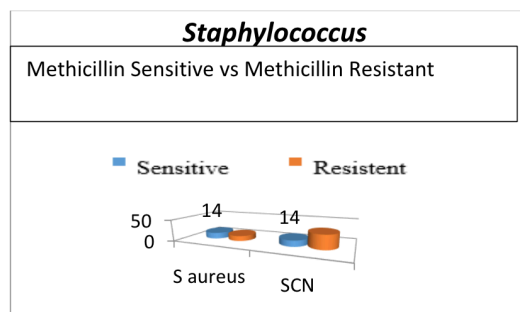 Staphylococcus
Methicillin Sensitive vs Methicillin Resistant
Sensitive Resistent
14 14
50
0
S aureus
SCN